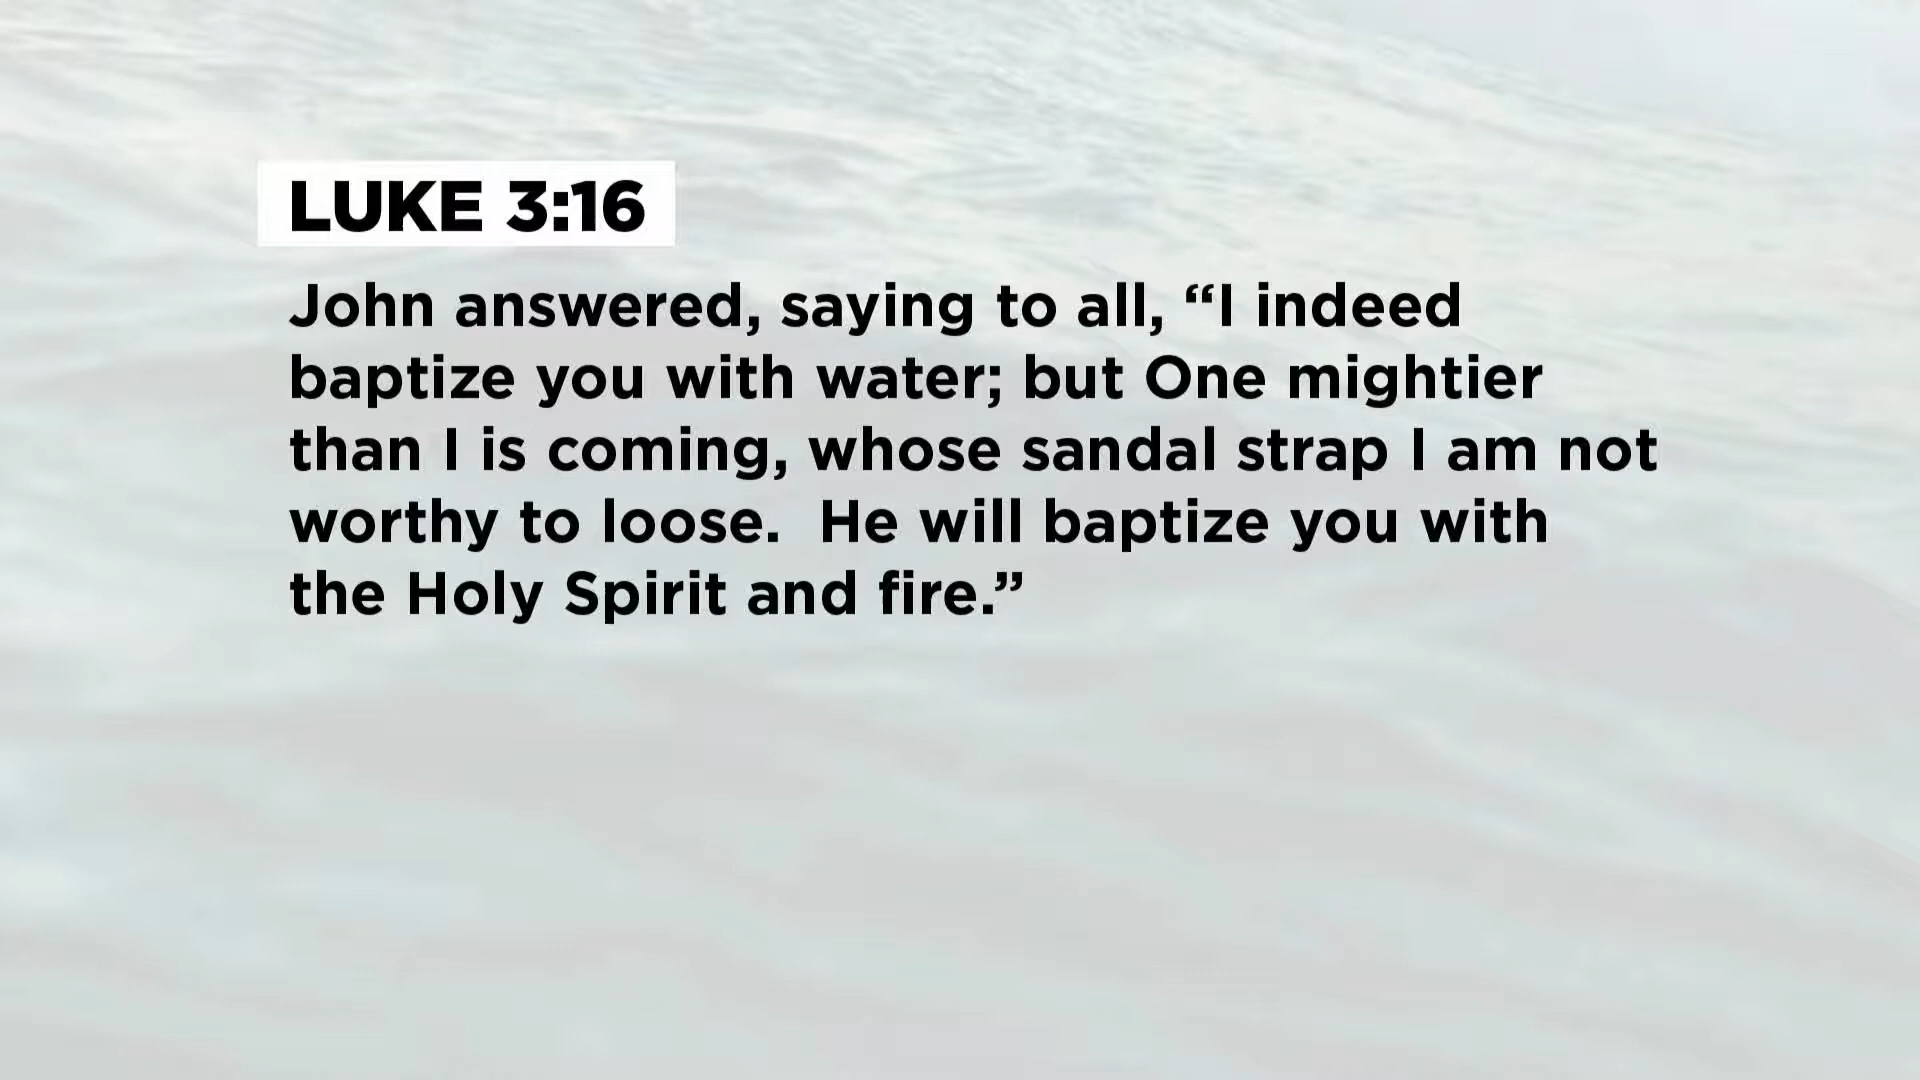 LUKE 3:16
John answered, saying to all, “I indeed
baptize you with water; but One mightier
than I is coming, whose sandal strap I am not
worthy to loose.  He will baptize you with
the Holy Spirit and fire.”